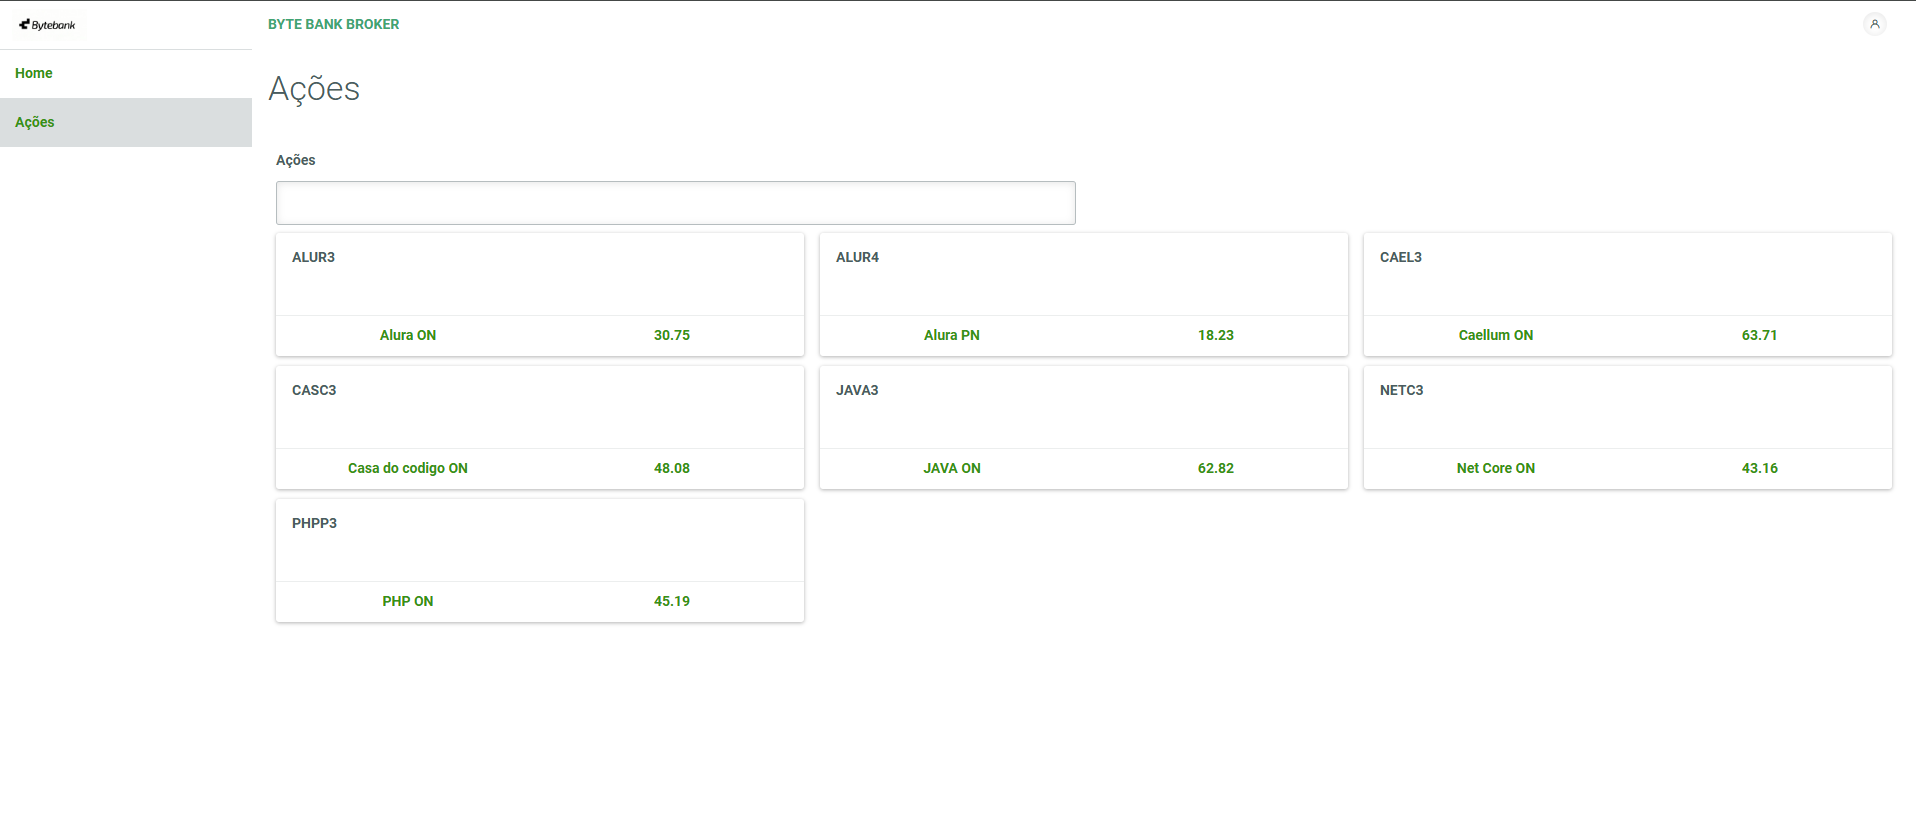 Bytebank
BYTE BANK BROKER
Home
Ações
Ações
Ações
ALUR3
Alura ON 30.75
ALUR4
Alura PN 18.23
CAEL3
Caellum ON 63.71
CASC3
Casa do codigo ON 48.08
JAVA3
JAVA ON 62.82
NETC3
Net Core ON 43.16
PHPP3
PHP ON 45.19